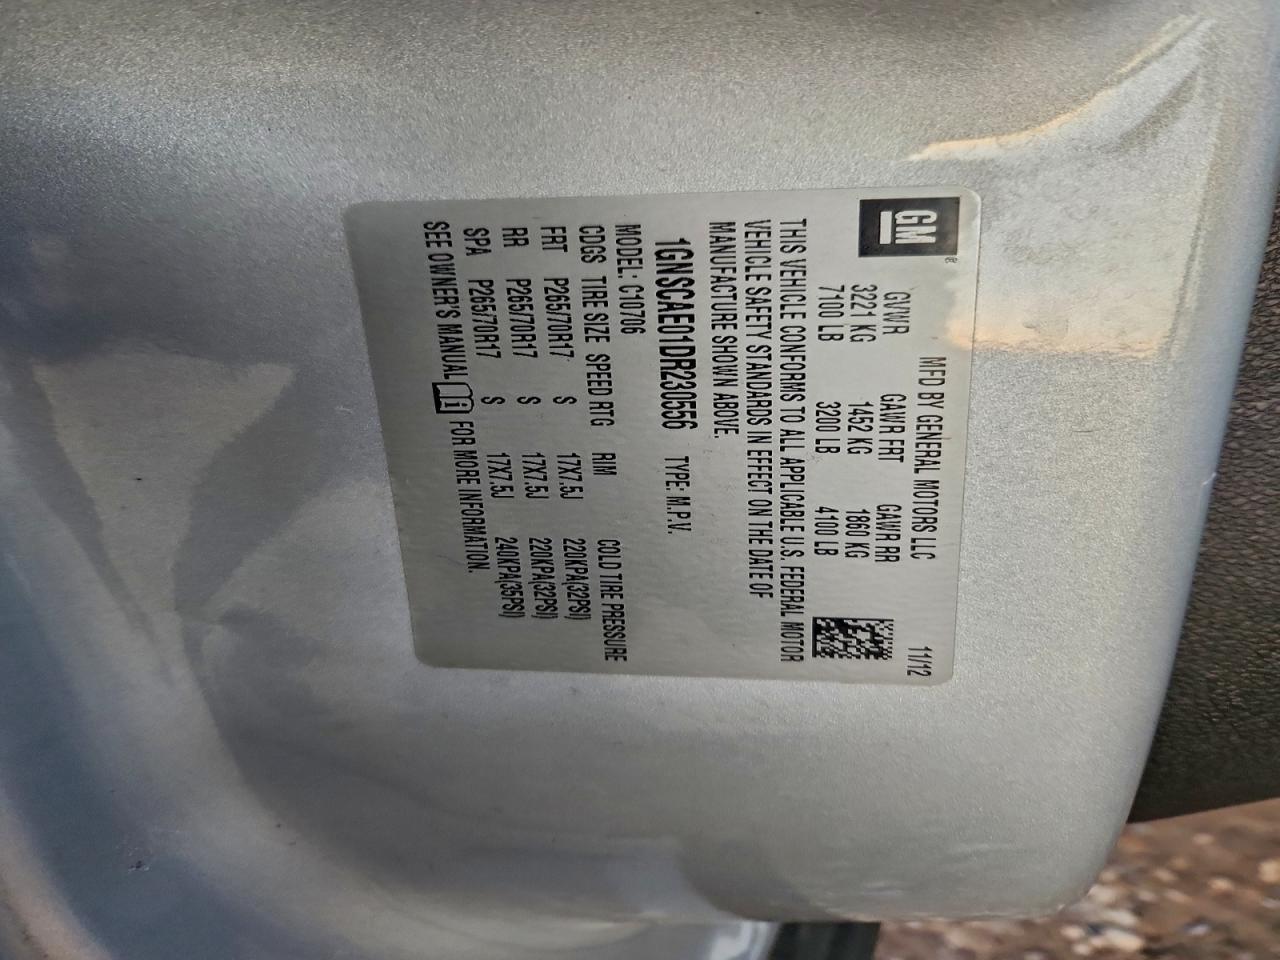 GM
MFD BY GENERAL MOTORS LLC 11/12
GVWR GAWR FRT GAWR RR
3221 KG 1452 KG 1860 KG
7100 LB 3200 LB 4100 LB
THIS VEHICLE CONFORMS TO ALL APPLICABLE U.S. FEDERAL MOTOR
VEHICLE SAFETY STANDARDS IN EFFECT ON THE DATE OF
MANUFACTURE SHOWN ABOVE.
1GNSCAE01DR230556 TYPE: M.P.V.
MODEL: C10706
CDGS TIRE SIZE SPEED RTG RIM COLD TIRE PRESSURE
FRT P265/70R17 S 17X7.5J 220KPA(32PSI)
RR P265/70R17 S 17X7.5J 220KPA(32PSI)
SPA P265/70R17 S 17X7.5J 240KPA(35PSI)
SEE OWNER'S MANUAL FOR MORE INFORMATION.